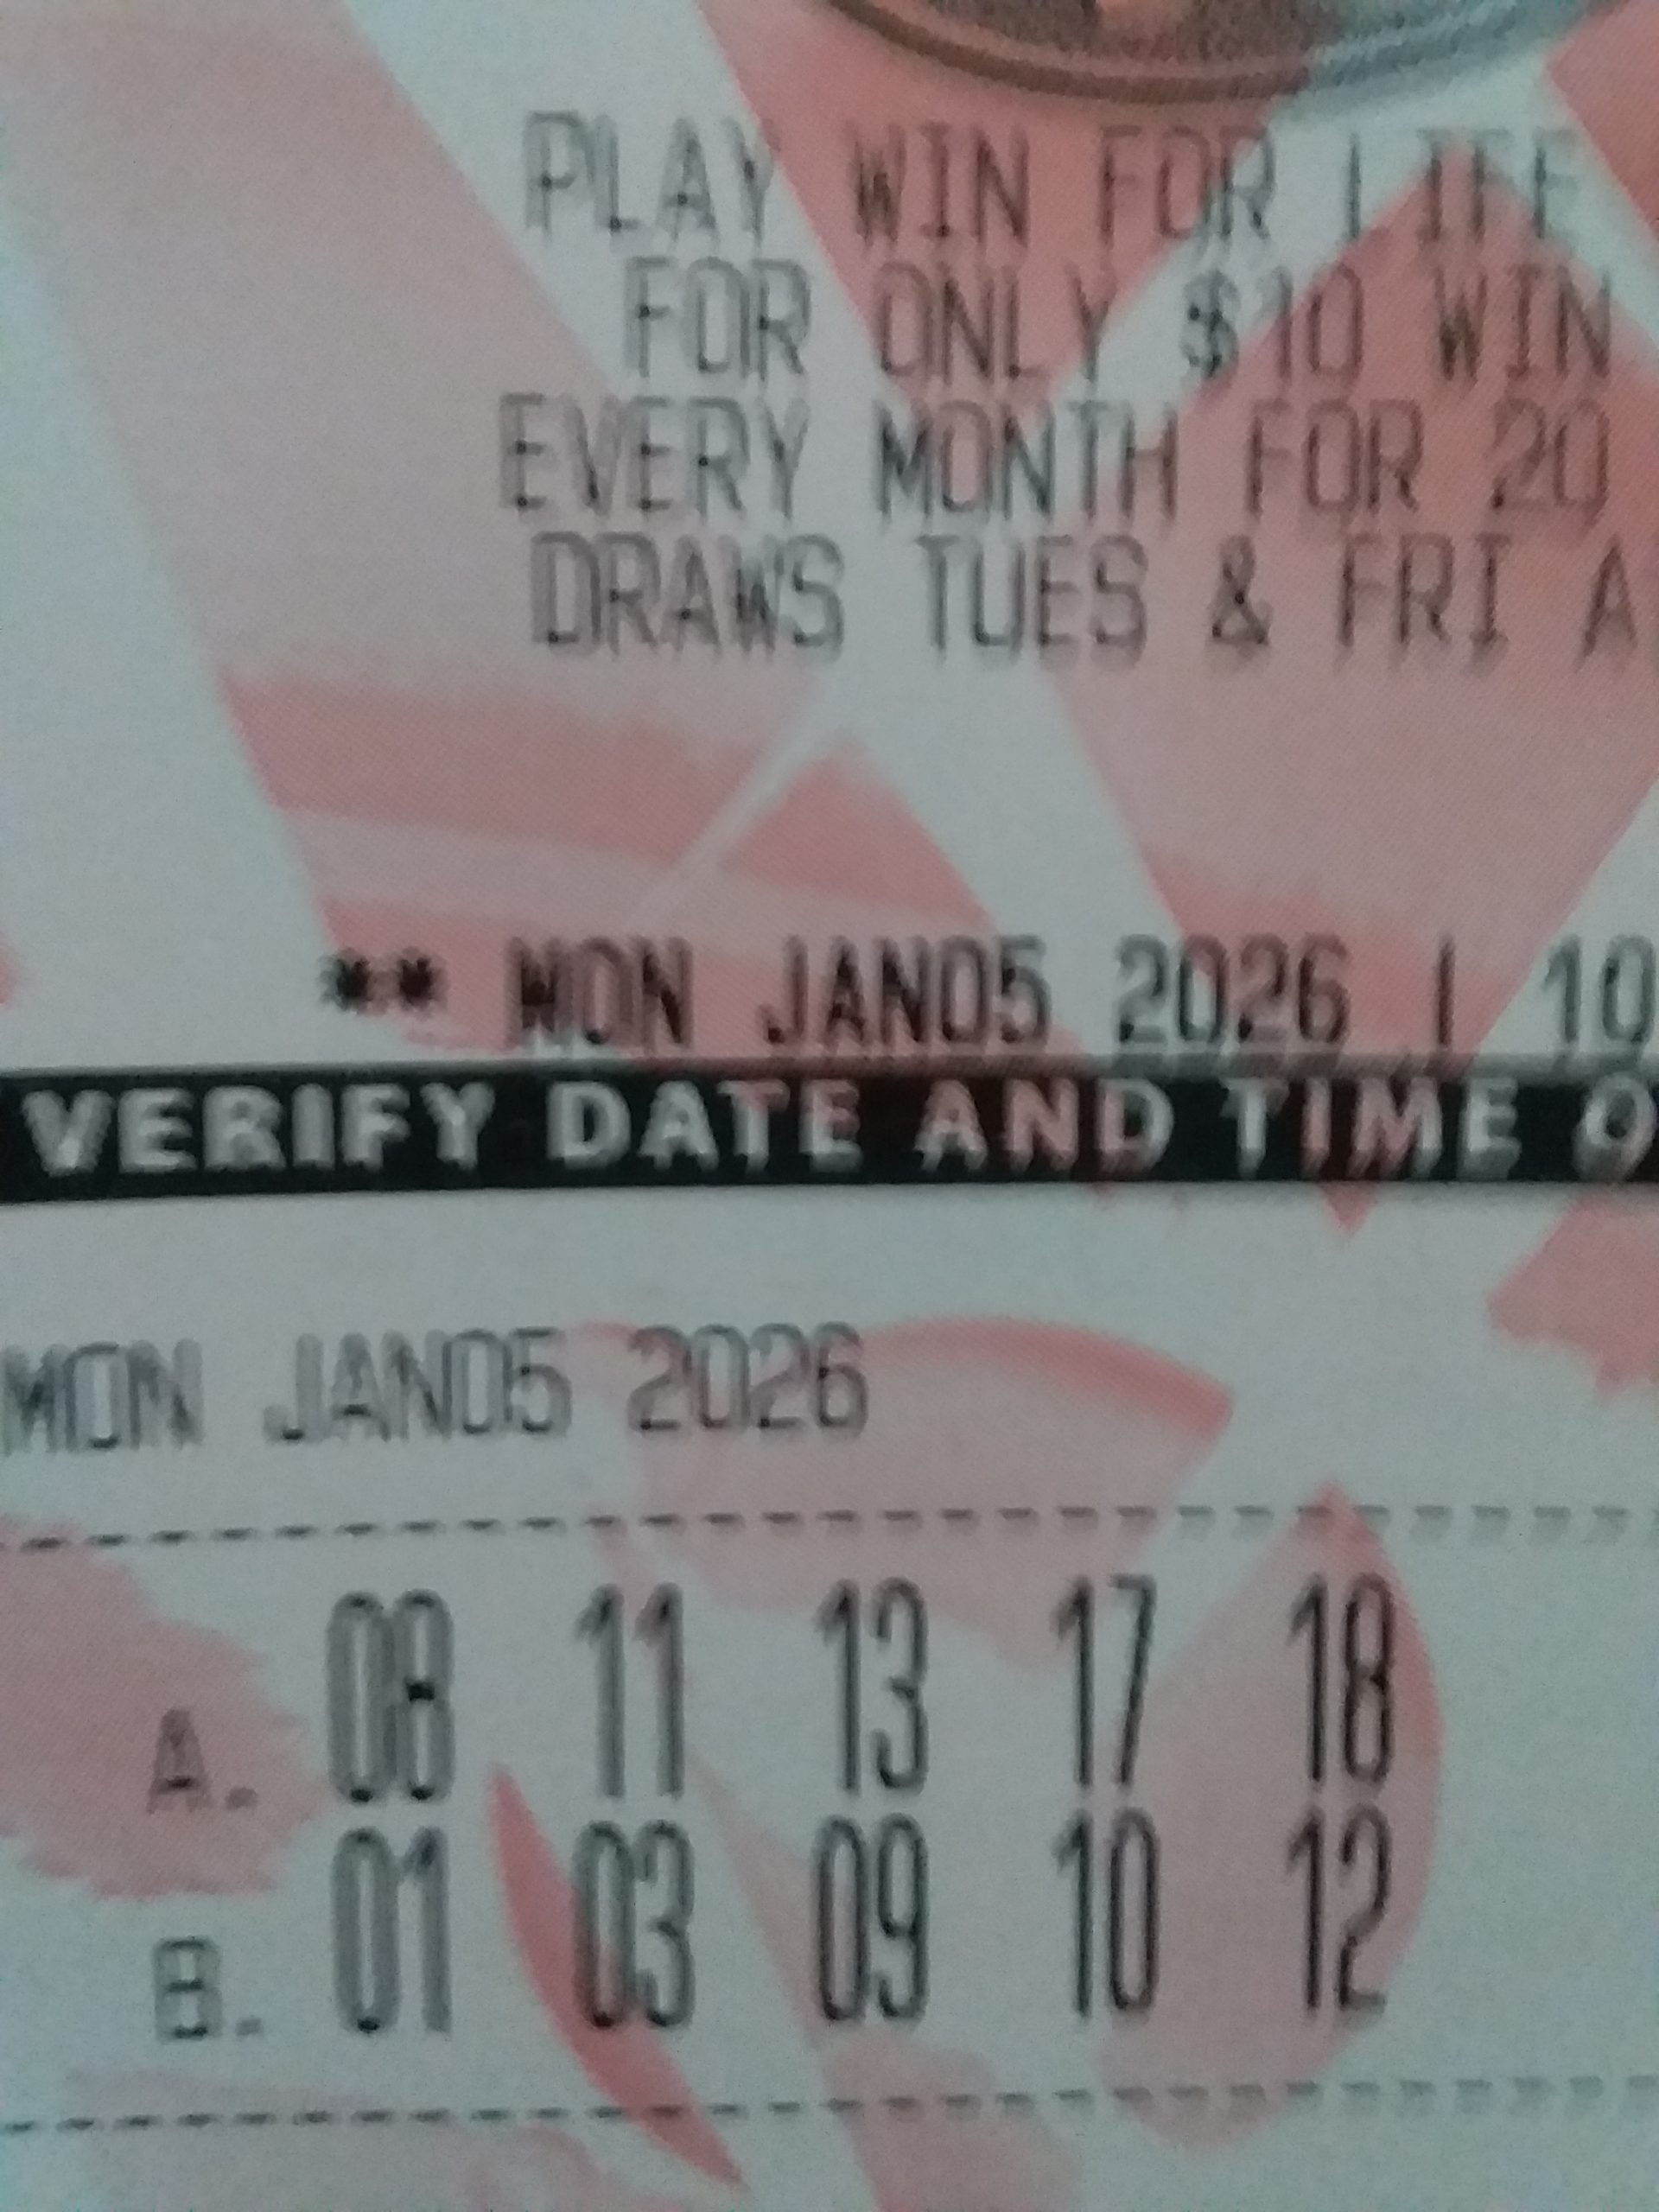 PLAY WIN FOR LIFE
FOR ONLY $10 WIN
EVERY MONTH FOR 20
DRAWS TUES & FRI A
** MON JAN05 2026 | 10
VERIFY DATE AND TIME O
MON JAN05 2026
A. 08 11 13 17 18
B. 01 03 09 10 12